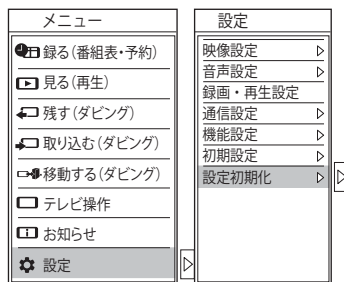 メニュー
録る(番組表・予約)
見る(再生)
残す(ダビング)
取り込む(ダビング)
移動する(ダビング)
テレビ操作
お知らせ
設定
設定
映像設定
音声設定
録画・再生設定
通信設定
機能設定
初期設定
設定初期化